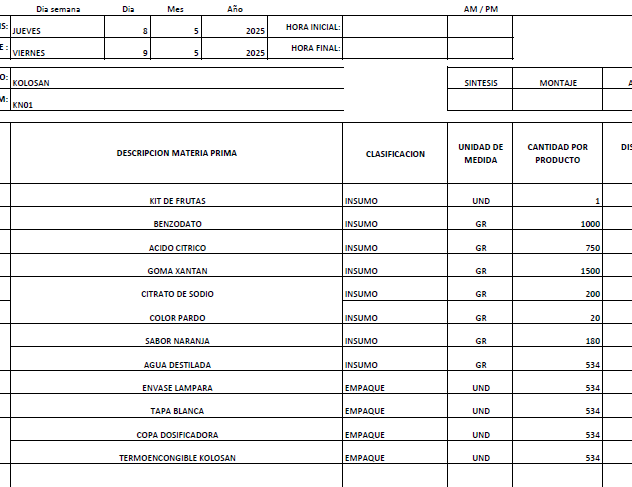 Dia semana Dia Mes Año AM / PM
S: JUEVES 8 5 2025 HORA INICIAL:
E : VIERNES 9 5 2025 HORA FINAL:
O: KOLOSAN SINTESIS MONTAJE A
M: KN01
DESCRIPCION MATERIA PRIMA CLASIFICACION UNIDAD DE MEDIDA CANTIDAD POR PRODUCTO DIS
KIT DE FRUTAS INSUMO UND 1
BENZODATO INSUMO GR 1000
ACIDO CITRICO INSUMO GR 750
GOMA XANTAN INSUMO GR 1500
CITRATO DE SODIO INSUMO GR 200
COLOR PARDO INSUMO GR 20
SABOR NARANJA INSUMO GR 180
AGUA DESTILADA INSUMO GR 534
ENVASE LAMPARA EMPAQUE UND 534
TAPA BLANCA EMPAQUE UND 534
COPA DOSIFICADORA EMPAQUE UND 534
TERMOENCONGIBLE KOLOSAN EMPAQUE UND 534